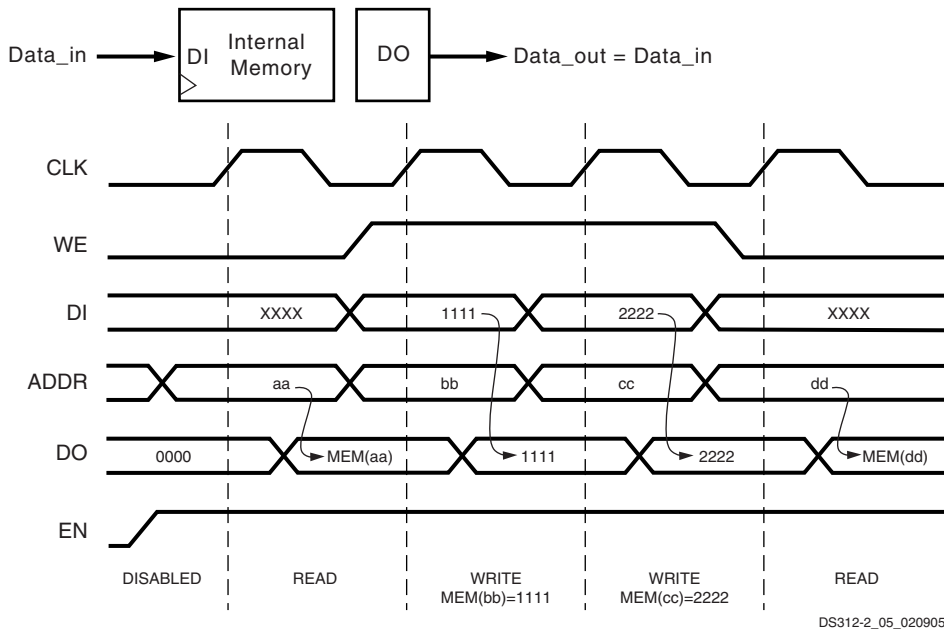 Data_in
DI
Internal
Memory
DO
Data_out = Data_in
CLK
WE
DI
XXXX
1111
2222
XXXX
ADDR
aa
bb
cc
dd
DO
0000
MEM(aa)
1111
2222
MEM(dd)
EN
DISABLED
READ
WRITE
MEM(bb)=1111
WRITE
MEM(cc)=2222
READ
DS312-2_05_020905